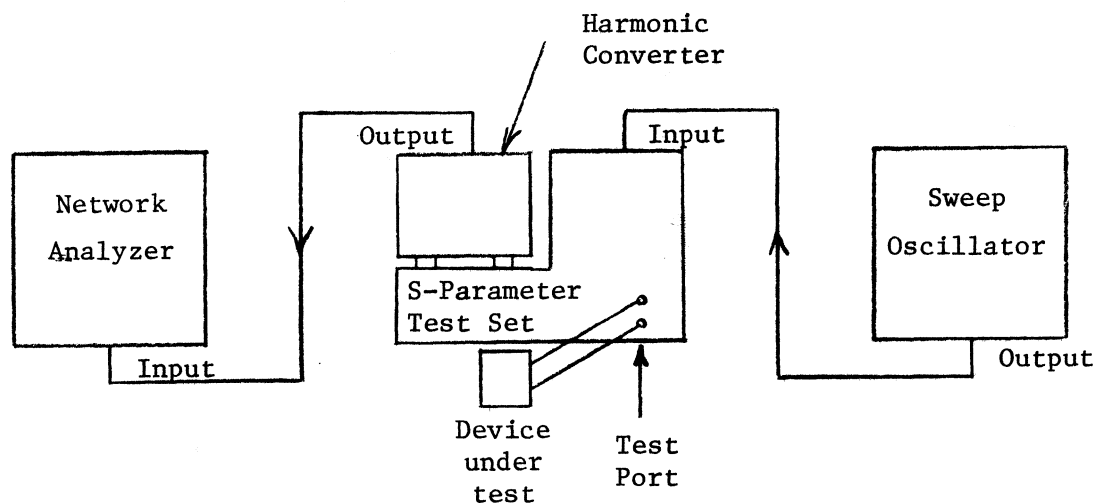 Harmonic
Converter
Output
Input
Network
Analyzer
Sweep
Oscillator
S-Parameter
Test Set
Input
Output
Device
under
test
Test
Port